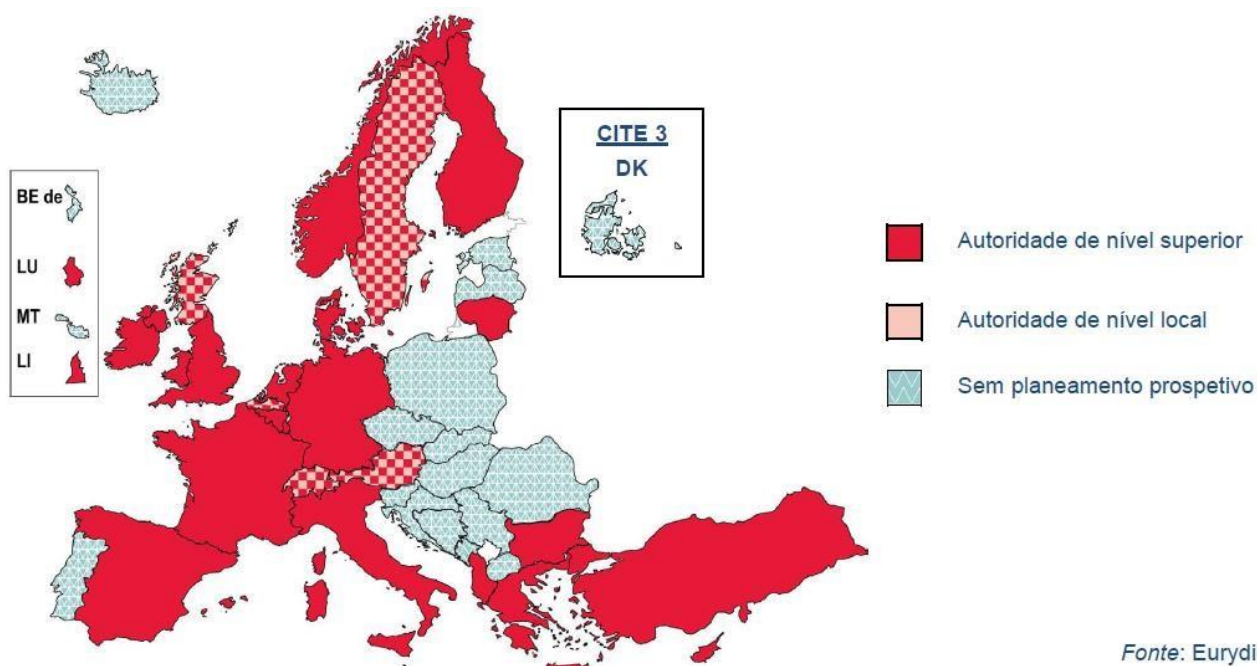 CITE 3
DK
BE de
LU
MT
LI
Autoridade de nível superior
Autoridade de nível local
Sem planeamento prospetivo
Fonte: Eurydi